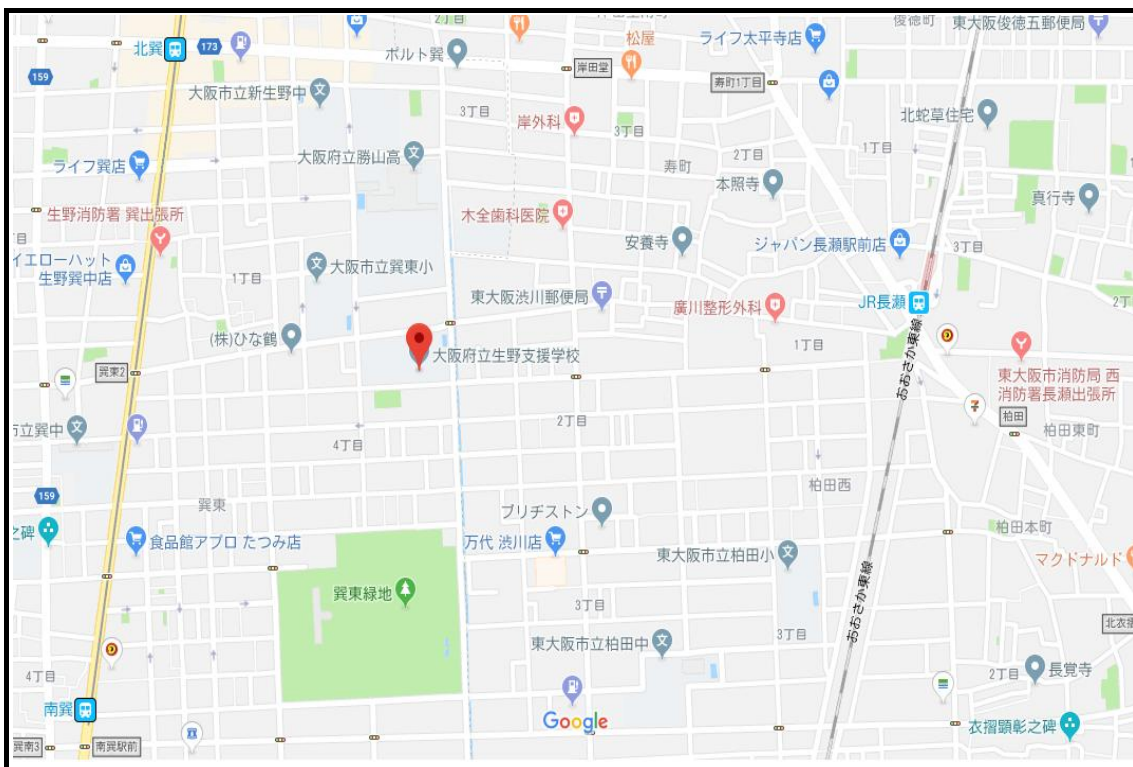 2丁目
俊徳町
東大阪俊徳五郵便局
北巽
173
159
ボルト巽
松屋
岸田堂
ライフ太平寺店
寿町1丁目
大阪市立新生野中
3丁目
岸外科
3丁目
北蛇草住宅
ライフ巽店
大阪府立勝山高
寿町
2丁目
1丁目
本照寺
真行寺
生野消防署 巽出張所
木全歯科医院
安養寺
ジャパン長瀬駅前店
3丁目
イエローハット
生野巽中店
1丁目
大阪市立巽東小
東大阪渋川郵便局
廣川整形外科
JR長瀬
2丁
(株)ひな鶴
大阪府立生野支援学校
1丁目
おおさか東線
東大阪市消防局 西
消防署長瀬出張所
巽東2
柏田
柏田東町
市立巽中
4丁目
2丁目
159
巽東
柏田西
ブリヂストン
柏田本町
之碑
食品館アプロ たつみ店
万代 渋川店
東大阪市立柏田小
マクドナルド
巽東緑地
3丁目
おおさか東線
北衣摺
東大阪市立柏田中
3丁目
4丁目
2丁目
長覚寺
南巽
Google
衣摺顕彰之碑
巽南3
南巽駅前